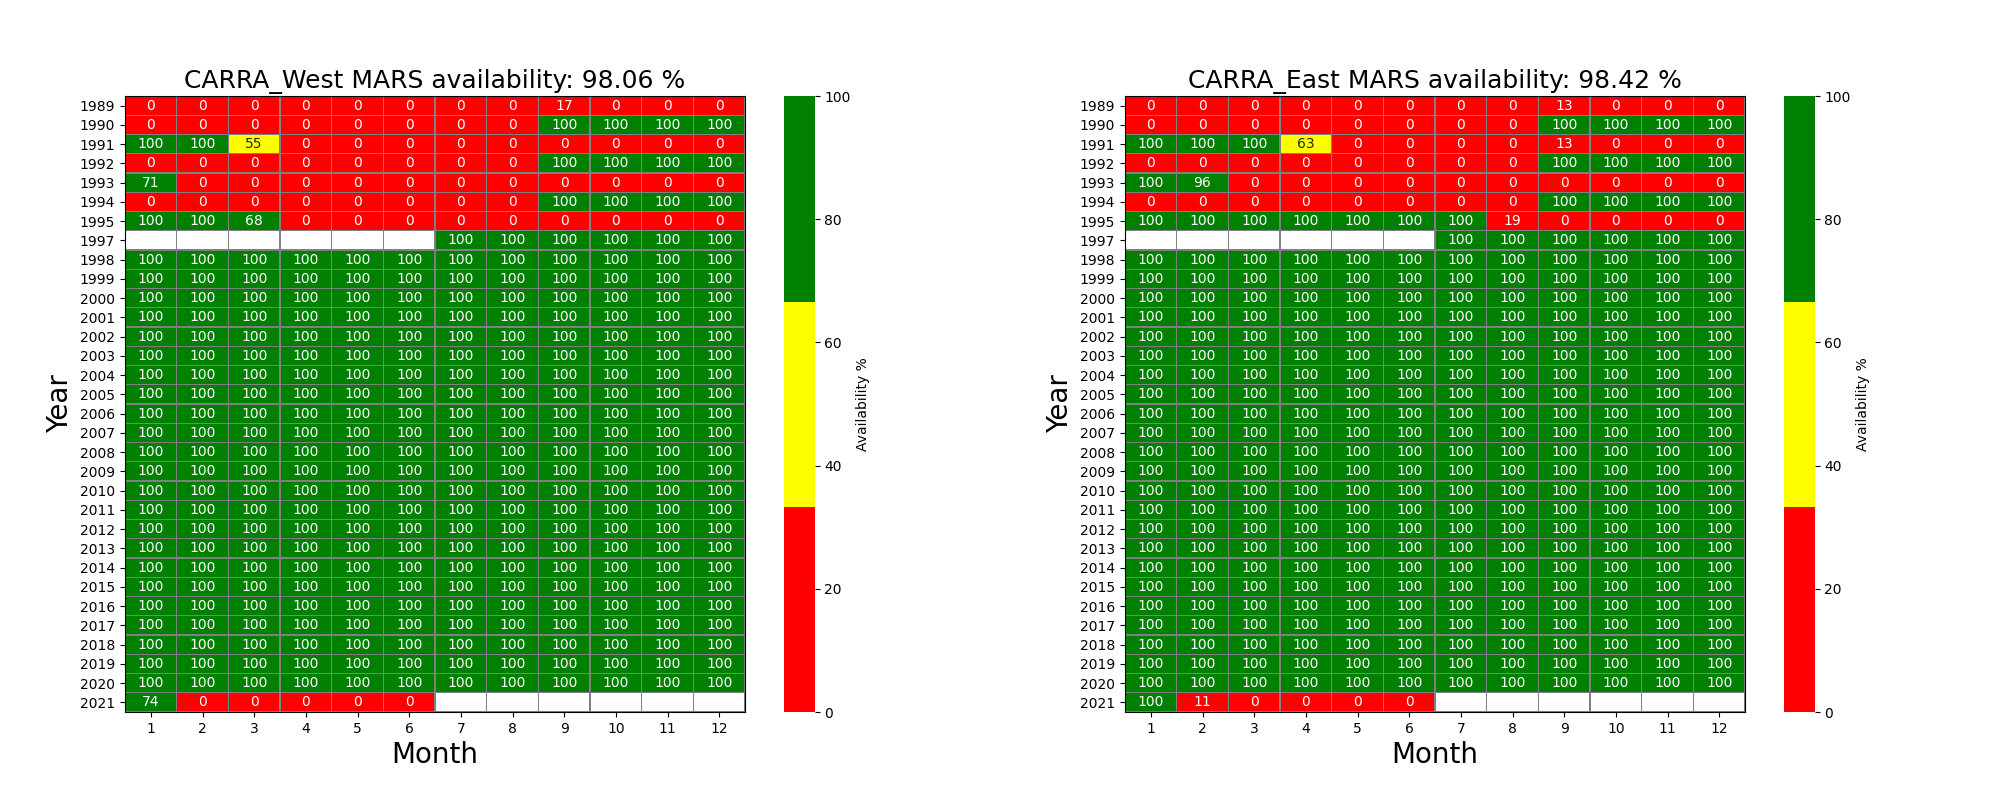 CARRA_West MARS availability: 98.06 %
1989 0 0 0 0 0 0 0 0 17 0 0 0
1990 0 0 0 0 0 0 0 0 100 100 100 100
1991 100 100 55 0 0 0 0 0 0 0 0 0
1992 0 0 0 0 0 0 0 0 100 100 100 100
1993 71 0 0 0 0 0 0 0 0 0 0 0
1994 0 0 0 0 0 0 0 0 100 100 100 100
1995 100 100 68 0 0 0 0 0 0 0 0 0
1997 100 100 100 100 100 100
1998 100 100 100 100 100 100 100 100 100 100 100 100
1999 100 100 100 100 100 100 100 100 100 100 100 100
2000 100 100 100 100 100 100 100 100 100 100 100 100
2001 100 100 100 100 100 100 100 100 100 100 100 100
2002 100 100 100 100 100 100 100 100 100 100 100 100
2003 100 100 100 100 100 100 100 100 100 100 100 100
2004 100 100 100 100 100 100 100 100 100 100 100 100
2005 100 100 100 100 100 100 100 100 100 100 100 100
2006 100 100 100 100 100 100 100 100 100 100 100 100
2007 100 100 100 100 100 100 100 100 100 100 100 100
2008 100 100 100 100 100 100 100 100 100 100 100 100
2009 100 100 100 100 100 100 100 100 100 100 100 100
2010 100 100 100 100 100 100 100 100 100 100 100 100
2011 100 100 100 100 100 100 100 100 100 100 100 100
2012 100 100 100 100 100 100 100 100 100 100 100 100
2013 100 100 100 100 100 100 100 100 100 100 100 100
2014 100 100 100 100 100 100 100 100 100 100 100 100
2015 100 100 100 100 100 100 100 100 100 100 100 100
2016 100 100 100 100 100 100 100 100 100 100 100 100
2017 100 100 100 100 100 100 100 100 100 100 100 100
2018 100 100 100 100 100 100 100 100 100 100 100 100
2019 100 100 100 100 100 100 100 100 100 100 100 100
2020 100 100 100 100 100 100 100 100 100 100 100 100
2021 74 0 0 0 0 0
1 2 3 4 5 6 7 8 9 10 11 12
Month
Year
100
80
60
40
20
0
Availability %
CARRA_East MARS availability: 98.42 %
1989 0 0 0 0 0 0 0 0 13 0 0 0
1990 0 0 0 0 0 0 0 0 100 100 100 100
1991 100 100 100 63 0 0 0 0 13 0 0 0
1992 0 0 0 0 0 0 0 0 100 100 100 100
1993 100 96 0 0 0 0 0 0 0 0 0 0
1994 0 0 0 0 0 0 0 0 100 100 100 100
1995 100 100 100 100 100 100 100 19 0 0 0 0
1997 100 100 100 100 100 100
1998 100 100 100 100 100 100 100 100 100 100 100 100
1999 100 100 100 100 100 100 100 100 100 100 100 100
2000 100 100 100 100 100 100 100 100 100 100 100 100
2001 100 100 100 100 100 100 100 100 100 100 100 100
2002 100 100 100 100 100 100 100 100 100 100 100 100
2003 100 100 100 100 100 100 100 100 100 100 100 100
2004 100 100 100 100 100 100 100 100 100 100 100 100
2005 100 100 100 100 100 100 100 100 100 100 100 100
2006 100 100 100 100 100 100 100 100 100 100 100 100
2007 100 100 100 100 100 100 100 100 100 100 100 100
2008 100 100 100 100 100 100 100 100 100 100 100 100
2009 100 100 100 100 100 100 100 100 100 100 100 100
2010 100 100 100 100 100 100 100 100 100 100 100 100
2011 100 100 100 100 100 100 100 100 100 100 100 100
2012 100 100 100 100 100 100 100 100 100 100 100 100
2013 100 100 100 100 100 100 100 100 100 100 100 100
2014 100 100 100 100 100 100 100 100 100 100 100 100
2015 100 100 100 100 100 100 100 100 100 100 100 100
2016 100 100 100 100 100 100 100 100 100 100 100 100
2017 100 100 100 100 100 100 100 100 100 100 100 100
2018 100 100 100 100 100 100 100 100 100 100 100 100
2019 100 100 100 100 100 100 100 100 100 100 100 100
2020 100 100 100 100 100 100 100 100 100 100 100 100
2021 100 11 0 0 0 0
1 2 3 4 5 6 7 8 9 10 11 12
Month
Year
100
80
60
40
20
0
Availability %